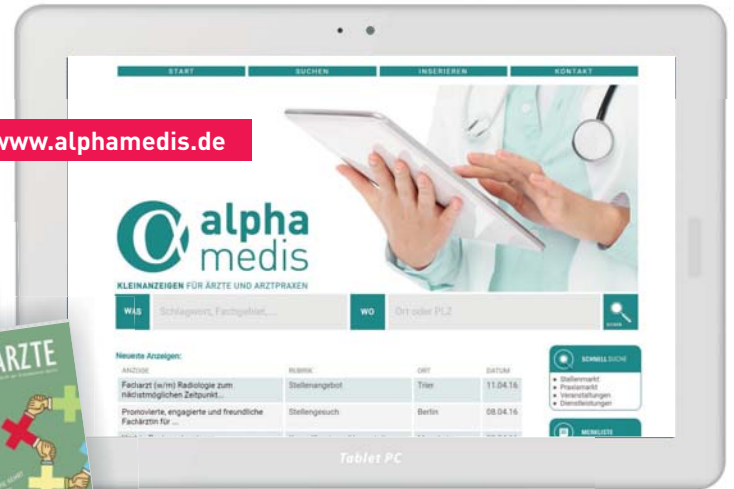 START SUCHEN INSERIEREN KONTAKT
www.alphamedis.de
alpha
medis
KLEINANZEIGEN FÜR ÄRZTE UND ARZTPRAXEN
WAS Schlagwort, Fachgebiet,... WO Ort oder PLZ
Neueste Anzeigen:
ANZEIGE RUBRIK ORT DATUM
Facharzt (w/m) Radiologie zum
nächstmöglichen Zeitpunkt... Stellenangebot Trier 11.04.16
Promovierte, engagierte und freundliche
Fachärztin für ... Stellengesuch Berlin 08.04.16
SCHNELLSUCHE
Stellenmarkt
Praxismarkt
Veranstaltungen
Dienstleistungen
MERKLISTE
ÄRZTE
Tablet PC